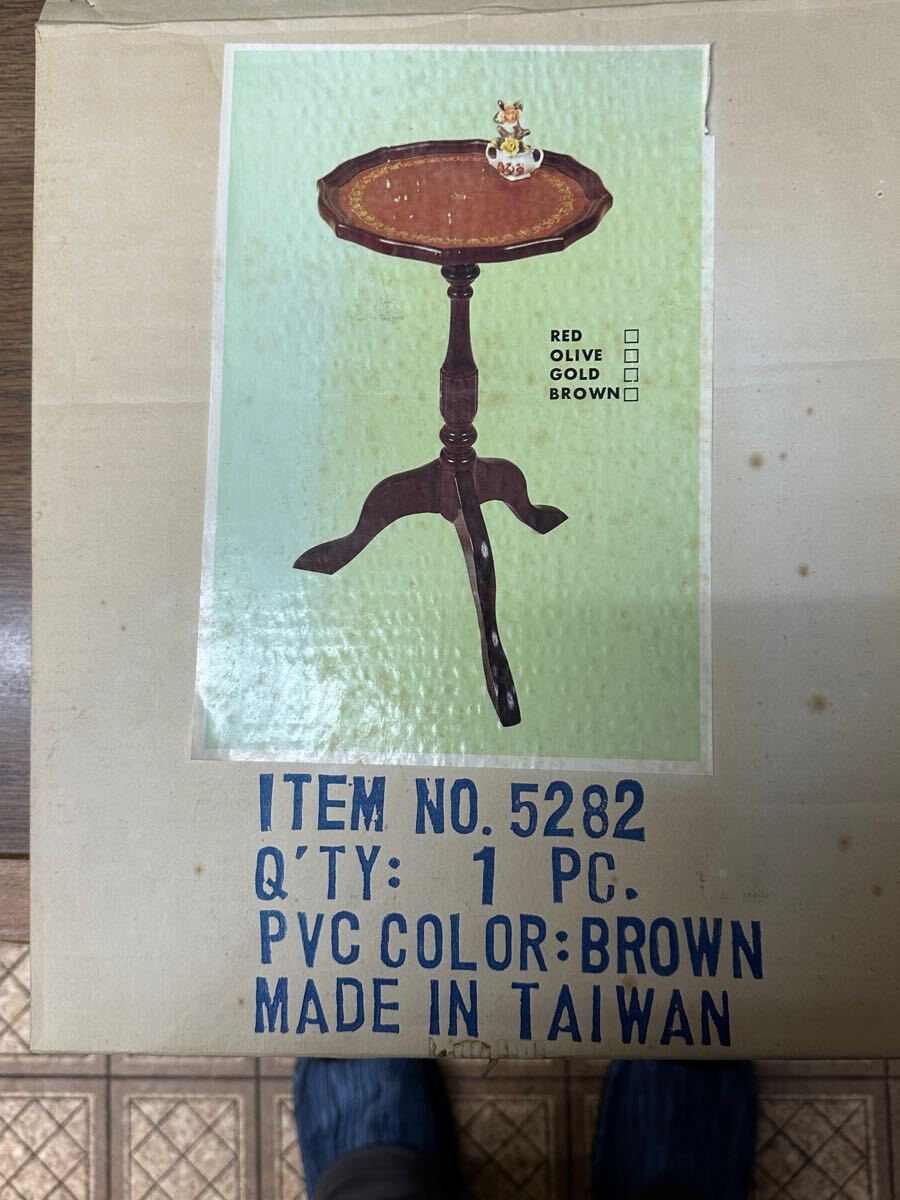 RED □
OLIVE □
GOLD □
BROWN □
ITEM NO. 5282
Q'TY: 1 PC.
PVC COLOR: BROWN
MADE IN TAIWAN